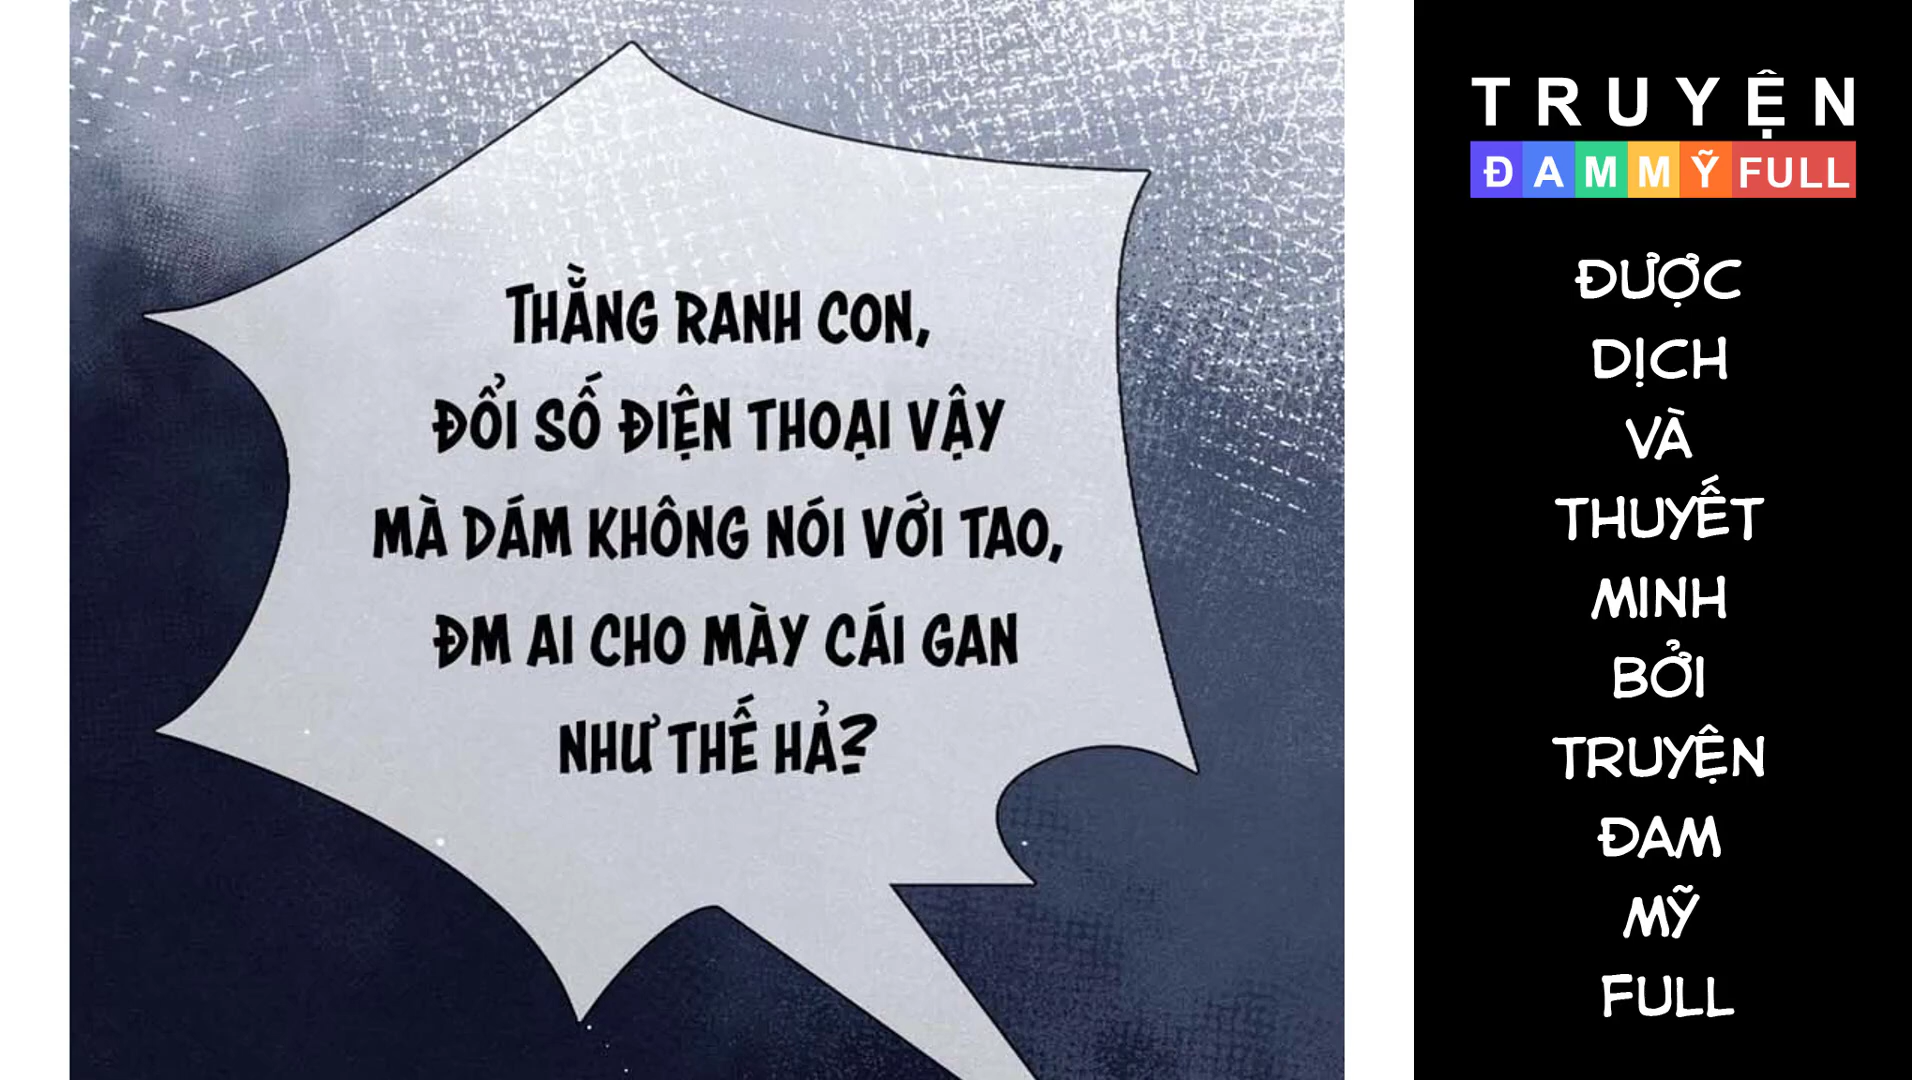 THẰNG RANH CON,
ĐỔI SỐ ĐIỆN THOẠI VẬY
MÀ DÁM KHÔNG NÓI VỚI TAO,
ĐM AI CHO MÀY CÁI GAN
NHƯ THẾ HẢ?
TRUYỆN
ĐAMMỸFULL
ĐƯỢC
DỊCH
VÀ
THUYẾT
MINH
BỞI
TRUYỆN
ĐAM
MỸ
FULL